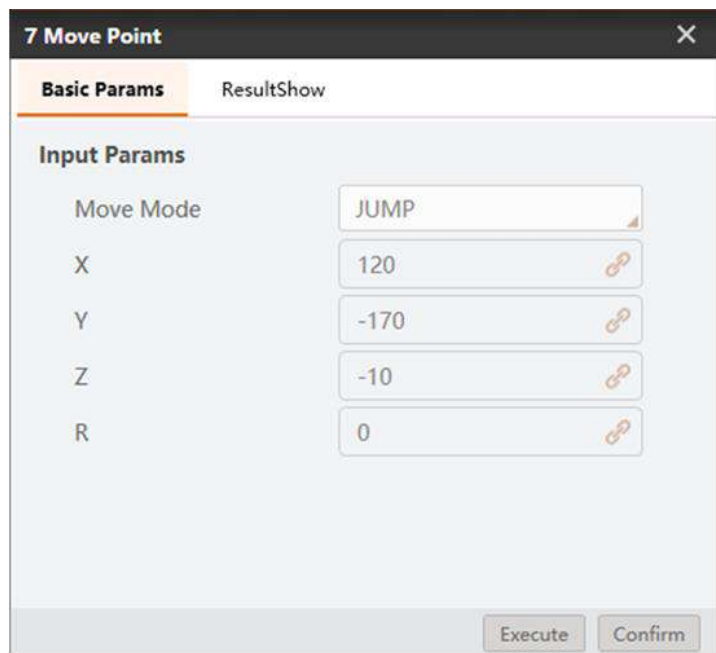 7 Move Point
Basic Params ResultShow
Input Params
Move Mode JUMP
X 120
Y -170
Z -10
R 0
Execute Confirm